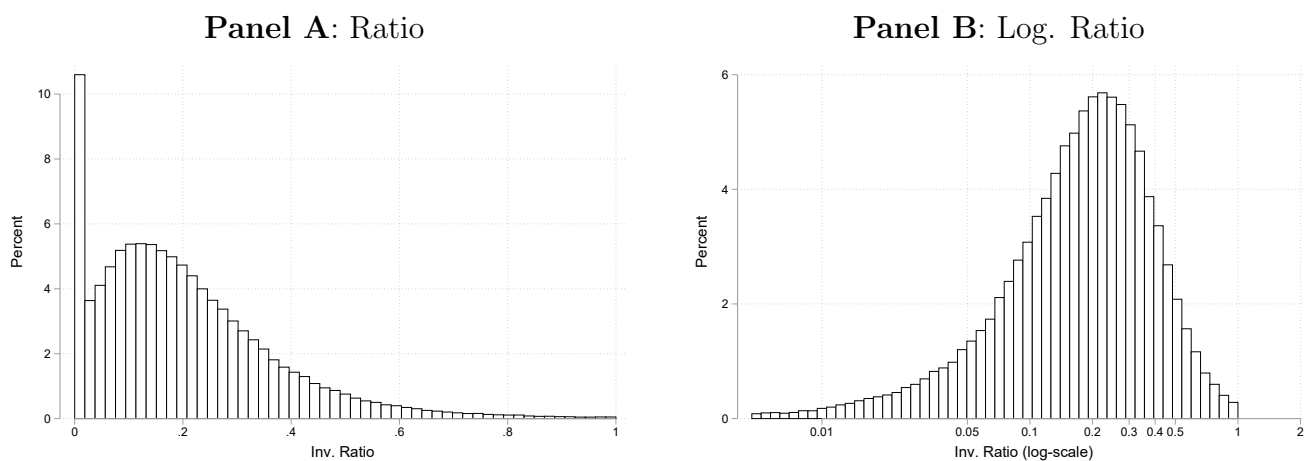 Panel A: Ratio
Percent
10
8
6
4
2
0
0 .2 .4 .6 .8 1
Inv. Ratio
Panel B: Log. Ratio
Percent
6
4
2
0
0.01 0.05 0.1 0.2 0.3 0.4 0.5 1 2
Inv. Ratio (log-scale)